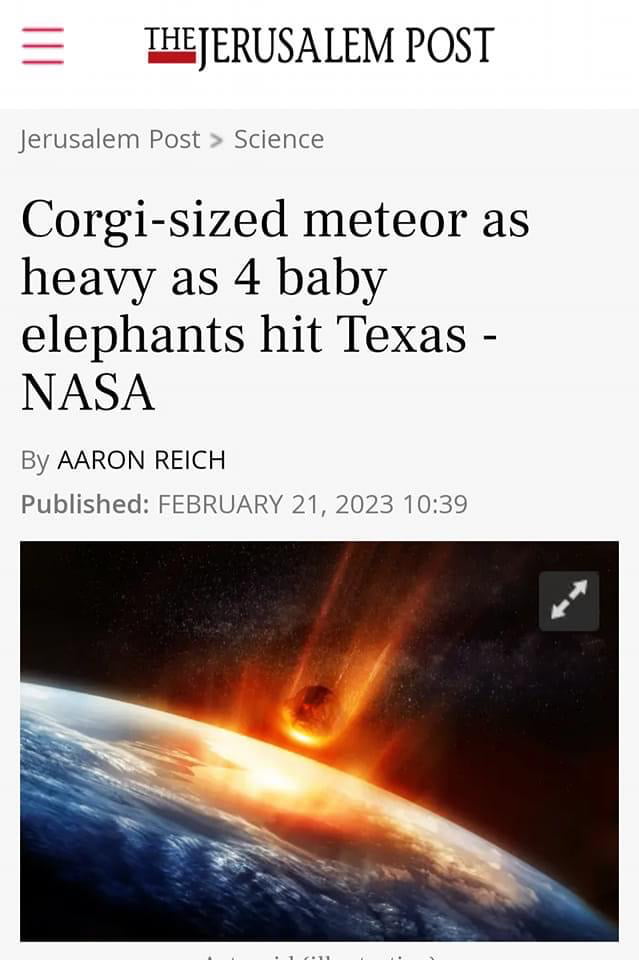 THE JERUSALEM POST
Jerusalem Post > Science
Corgi-sized meteor as
heavy as 4 baby
elephants hit Texas -
NASA
By AARON REICH
Published: FEBRUARY 21, 2023 10:39